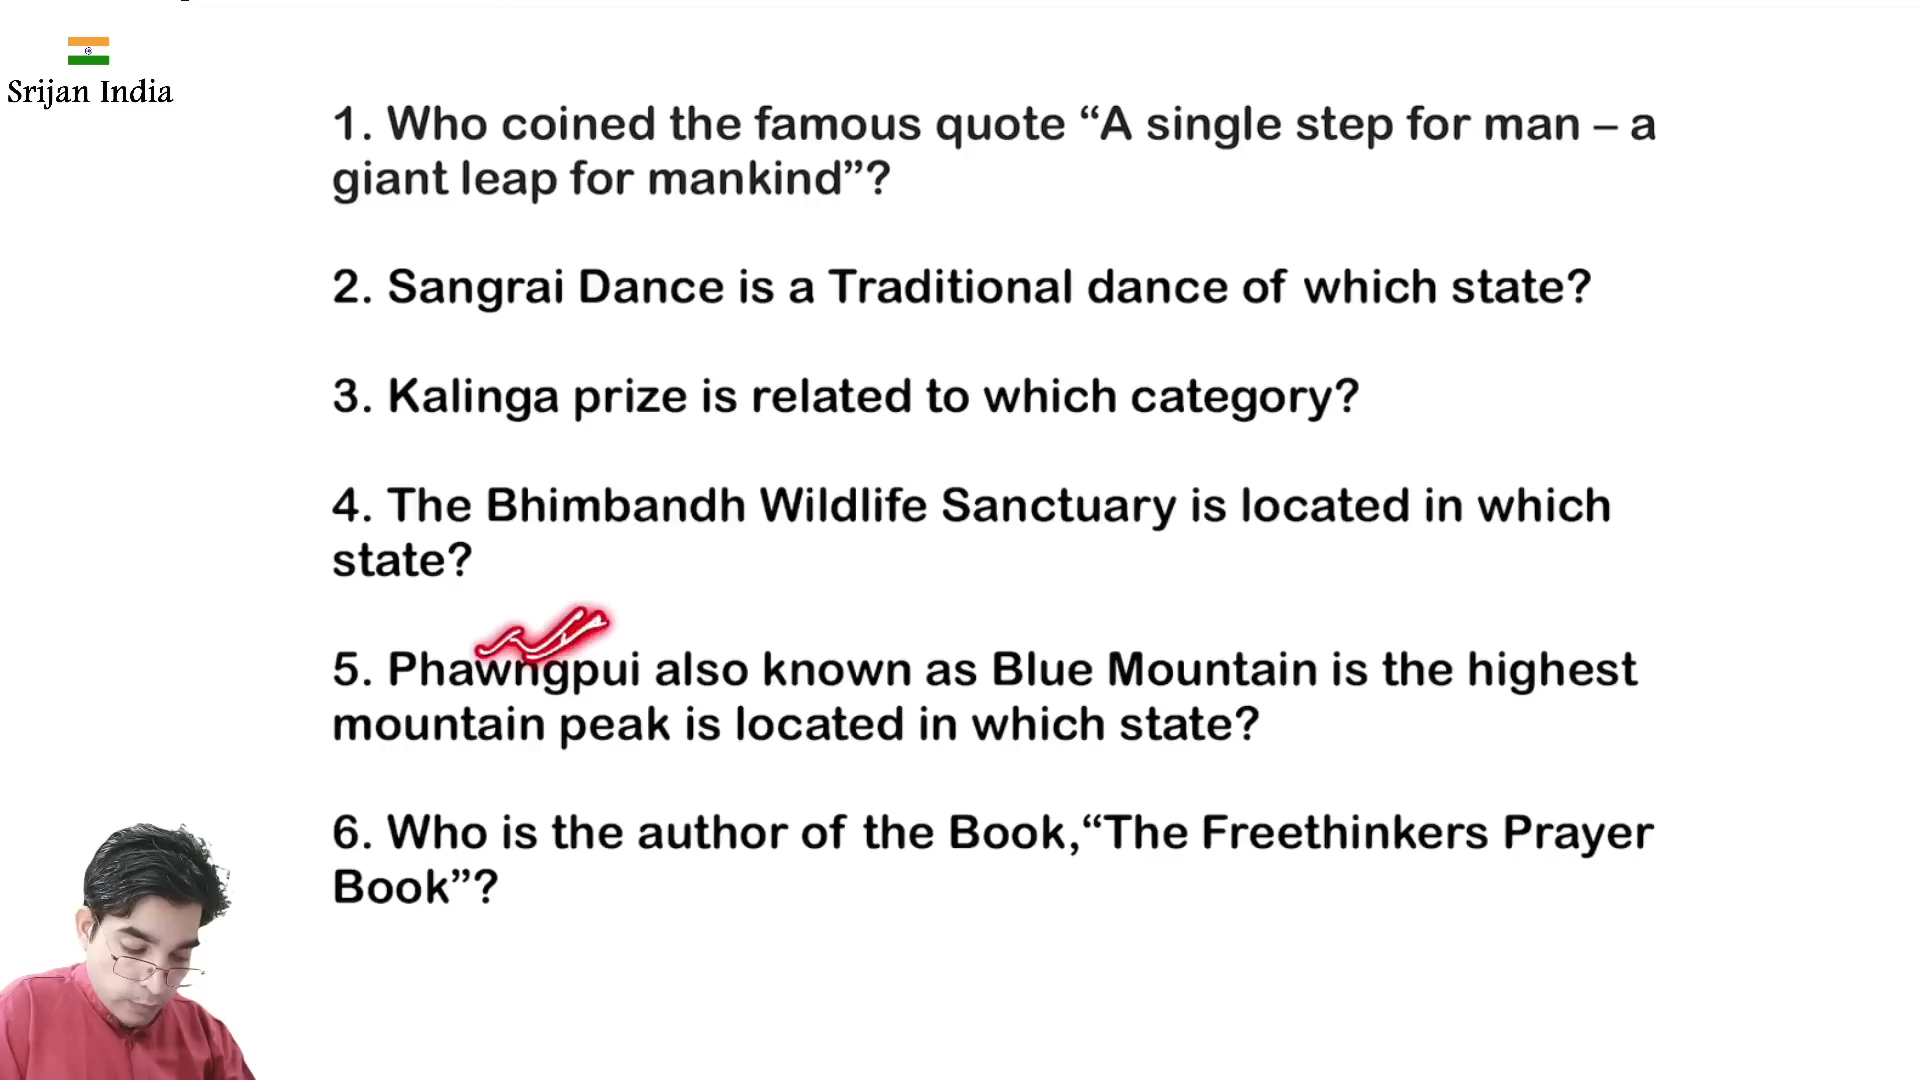 Srijan India
1. Who coined the famous quote “A single step for man – a
giant leap for mankind”?
2. Sangrai Dance is a Traditional dance of which state?
3. Kalinga prize is related to which category?
4. The Bhimbandh Wildlife Sanctuary is located in which
state?
5. Phawngpui also known as Blue Mountain is the highest
mountain peak is located in which state?
6. Who is the author of the Book,“The Freethinkers Prayer
Book”?